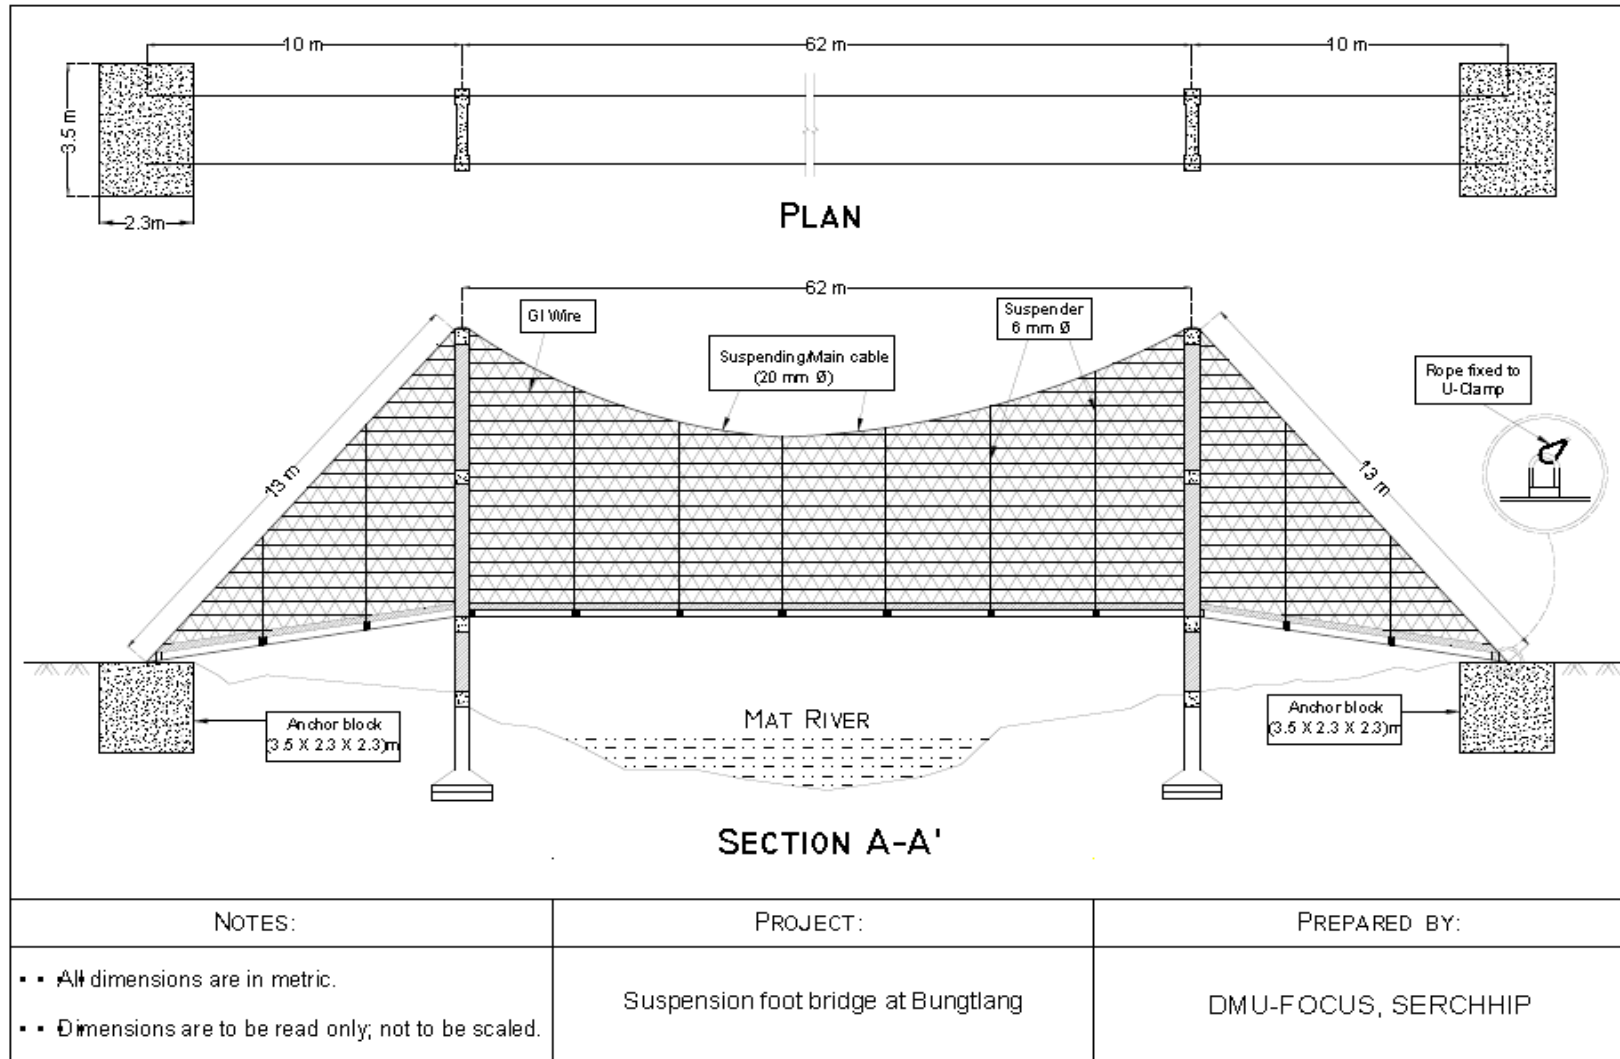 10 m
62 m
10 m
3.5 m
2.3m
PLAN
62 m
GI Wire
Suspender
6 mm Ø
Suspending/Main cable
(20 mm Ø)
Rope fixed to
U-Clamp
13 m
13 m
Anchor block
(3.5 X 2.3 X 2.3)m
MAT RIVER
Anchor block
(3.5 X 2.3 X 2.3)m
SECTION A-A'
NOTES:
All dimensions are in metric.
Dimensions are to be read only; not to be scaled.
PROJECT:
Suspension foot bridge at Bungtlang
PREPARED BY:
DMU-FOCUS, SERCHHIP